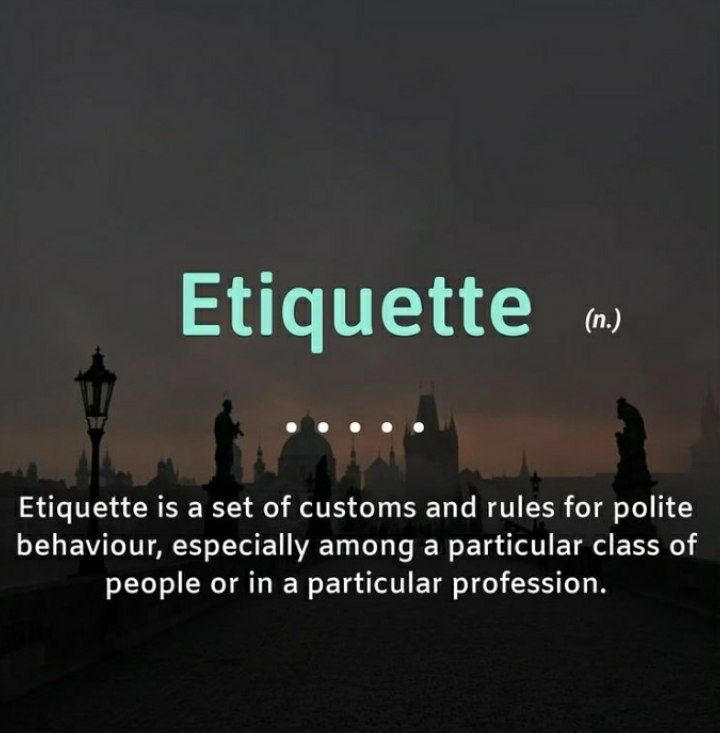 Etiquette (n.)
Etiquette is a set of customs and rules for polite
behaviour, especially among a particular class of
people or in a particular profession.